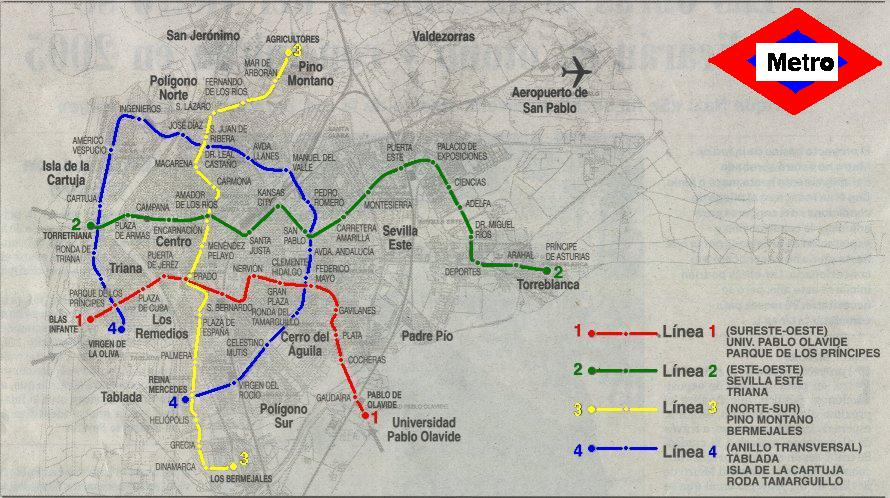 San Jerónimo
AGRICULTORES
3
Valdezorras
MAR DE
ARBORÁN
Pino
Montano
Polígono
Norte
FERNANDO
DE LOS RIOS
Aeropuerto de
San Pablo
Metro
INGENIEROS
S. LÁZARO
JOSÉ DÍAZ
S. JUAN DE
RIBERA
AMÉRICO
VESPUCIO
MACARENA
DR. LEAL
CASTAÑO
AVDA.
LLANES
MANUEL DEL
VALLE
PUERTA
ESTE
PALACIO DE
EXPOSICIONES
Isla de la
Cartuja
CARMONA
CIENCIAS
CARTUJA
AMADOR
DE LOS RIOS
KANSAS
CITY
PEDRO
ROMERO
MONTESIERRA
ADELFA
CAMPANA
2
TORRETRIANA
PLAZA
DE ARMAS
ENCARNACIÓN
Centro
SAN
PABLO
CARRETERA
AMARILLA
Sevilla
Este
DR. MIGUEL
RÍOS
RONDA DE
TRIANA
MENÉNDEZ
PELAYO
SANTA
JUSTA
AVDA. ANDALUCÍA
ARAHAL
PRÍNCIPE
DE ASTURIAS
Triana
PUERTA
DE JEREZ
PRADO
NERVION
CLEMENTE
HIDALGO
FEDERICO
MAYO
DEPORTES
2
Torreblanca
PARQUE DE LOS
PRÍNCIPES
PLAZA
DE CUBA
GRAN
PLAZA
S. BERNARDO
RONDA DEL
TAMARGUILLO
GAVILANES
1
BLAS
INFANTE
4
VIRGEN DE
LA OLIVA
Los
Remedios
PLAZA DE
ESPAÑA
CELESTINO
MUTIS
Cerro del
Águila
PLATA
Padre Pío
PALMERA
COCHERAS
REINA
MERCEDES
VIRGEN DEL
ROCIO
Tablada
4
GAUDAÍRA
PABLO DE
OLAVIDE
1
HELIÓPOLIS
Polígono
Sur
Universidad
Pablo Olavide
GRECIA
DINAMARCA
3
LOS BERMEJALES
1 Línea 1 (SURESTE-OESTE)
UNIV. PABLO OLAVIDE
PARQUE DE LOS PRÍNCIPES
2 Línea 2 (ESTE-OESTE)
SEVILLA ESTE
TRIANA
3 Línea 3 (NORTE-SUR)
PINO MONTANO
BERMEJALES
4 Línea 4 (ANILLO TRANSVERSAL)
TABLADA
ISLA DE LA CARTUJA
RODA TAMARGUILLO